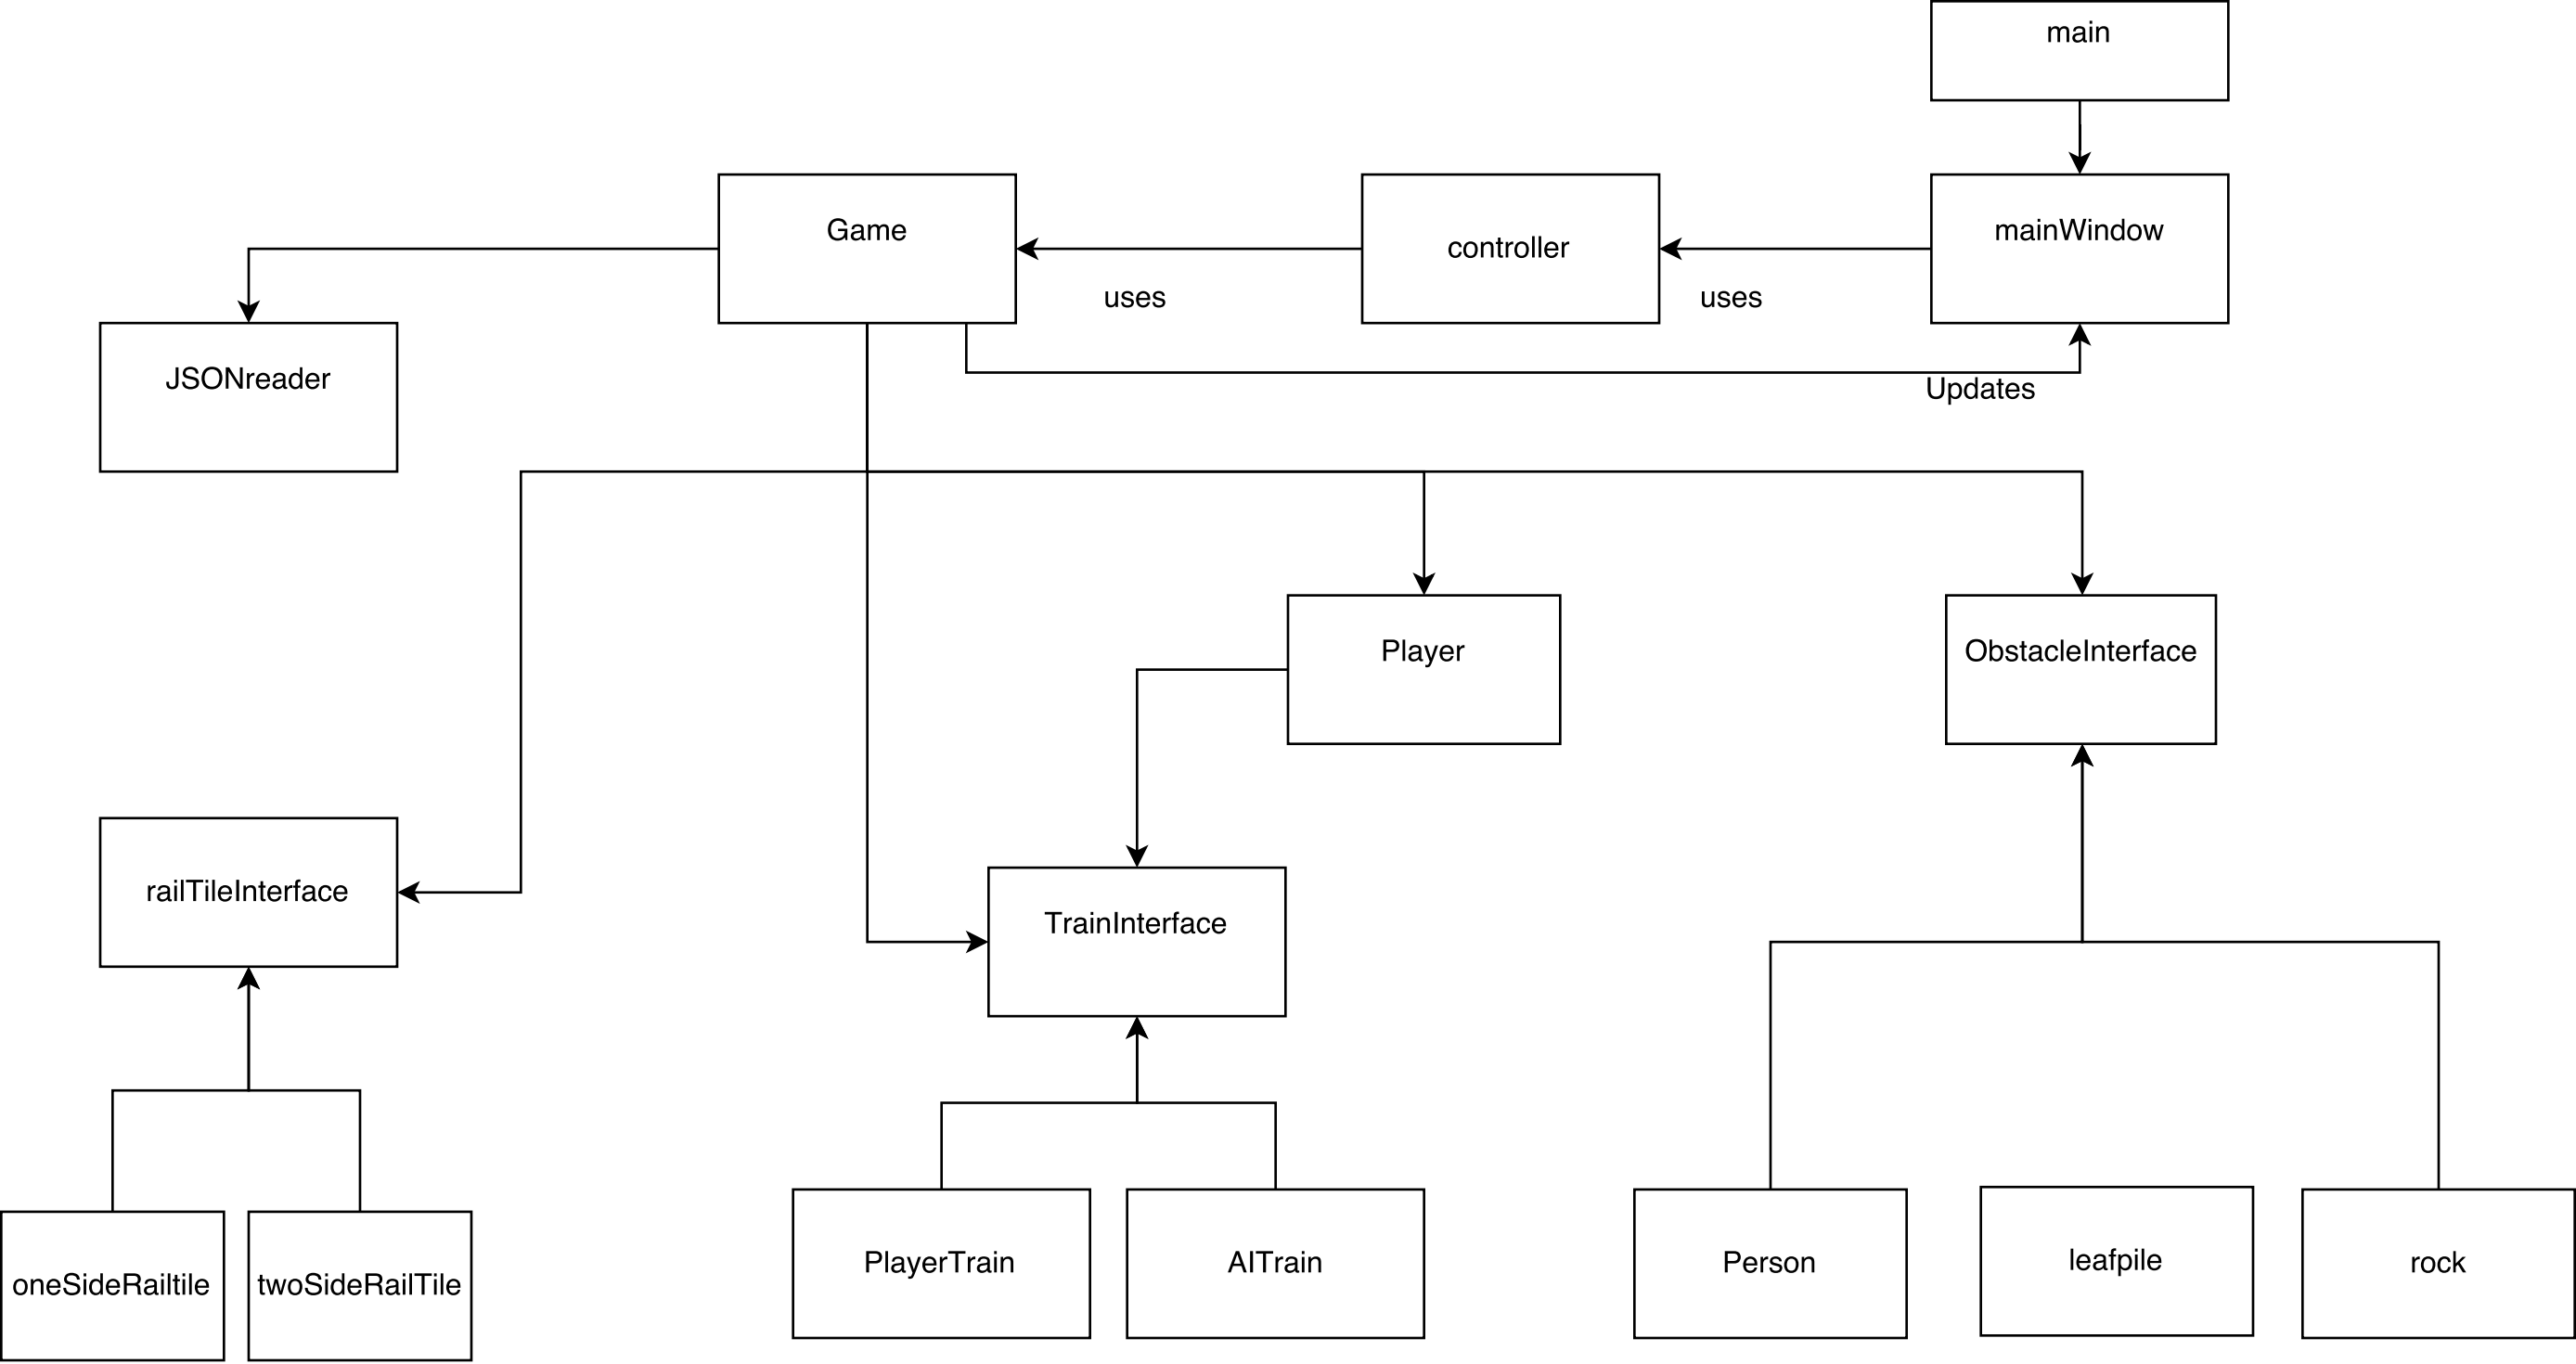 main
Game
controller
mainWindow
uses
uses
JSONreader
Updates
Player
ObstacleInterface
railTileInterface
TrainInterface
oneSideRailtile
twoSideRailTile
PlayerTrain
AITrain
Person
leafpile
rock